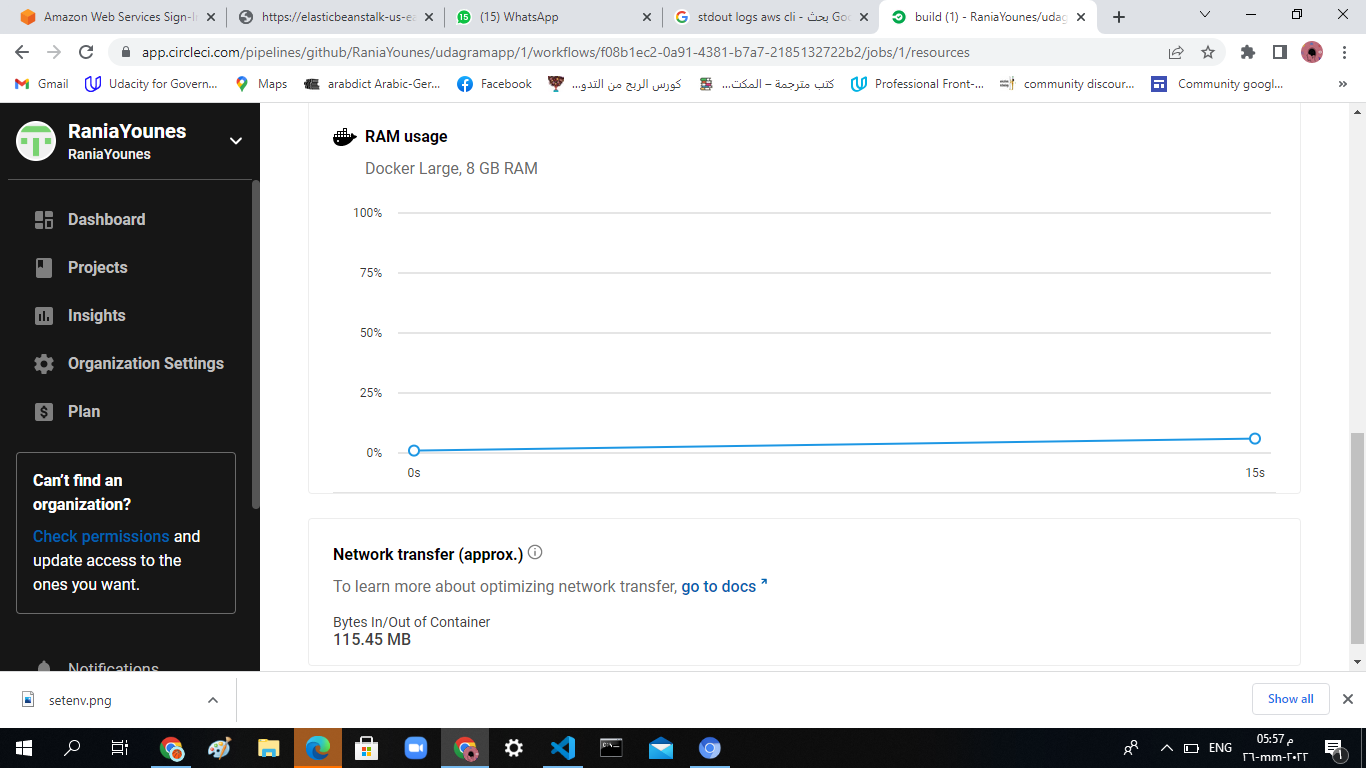 Amazon Web Services Sign-I
https://elasticbeanstalk-us-ea
(15) WhatsApp
stdout logs aws cli - بحث Goo
build (1) - RaniaYounes/udag
app.circleci.com/pipelines/github/RaniaYounes/udagramapp/1/workflows/f08b1ec2-0a91-4381-b7a7-2185132722b2/jobs/1/resources
Gmail
Udacity for Govern...
Maps
arabdict Arabic-Ger...
Facebook
كورس الربح من التدو...
كتب مترجمة – المكت...
Professional Front-...
community discour...
Community googl...
»
RaniaYounes
RaniaYounes
Dashboard
Projects
Insights
Organization Settings
Plan
Can't find an
organization?
Check permissions and
update access to the
ones you want.
Notifications
RAM usage
Docker Large, 8 GB RAM
100%
75%
50%
25%
0%
0s
15s
Network transfer (approx.)
To learn more about optimizing network transfer, go to docs
Bytes In/Out of Container
115.45 MB
setenv.png
Show all
ENG
05:57 م
٢٦-mm-٢٠٢٢
1